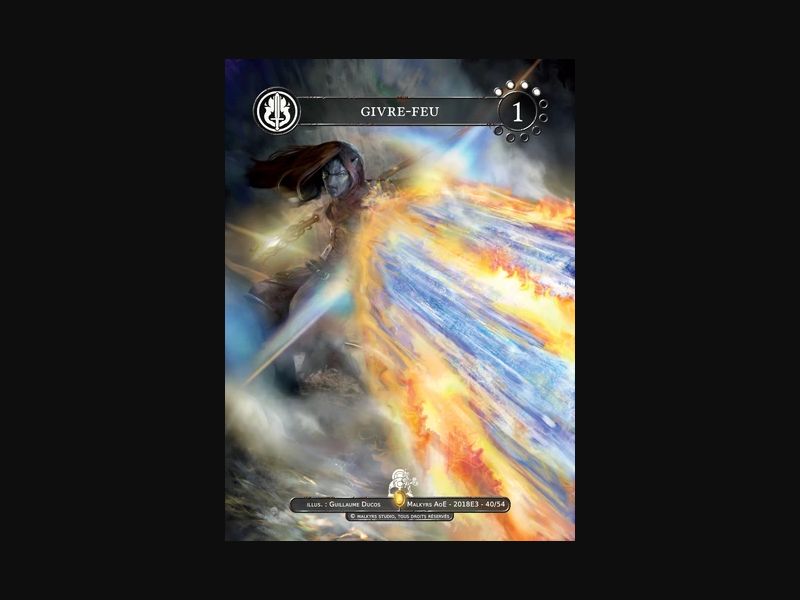 GIVRE-FEU
1
ILLUS. : GUILLAUME DUCOS MALKYRS AOE - 2018E3 - 40/54
© MALKYRS STUDIO, TOUS DROITS RÉSERVÉS